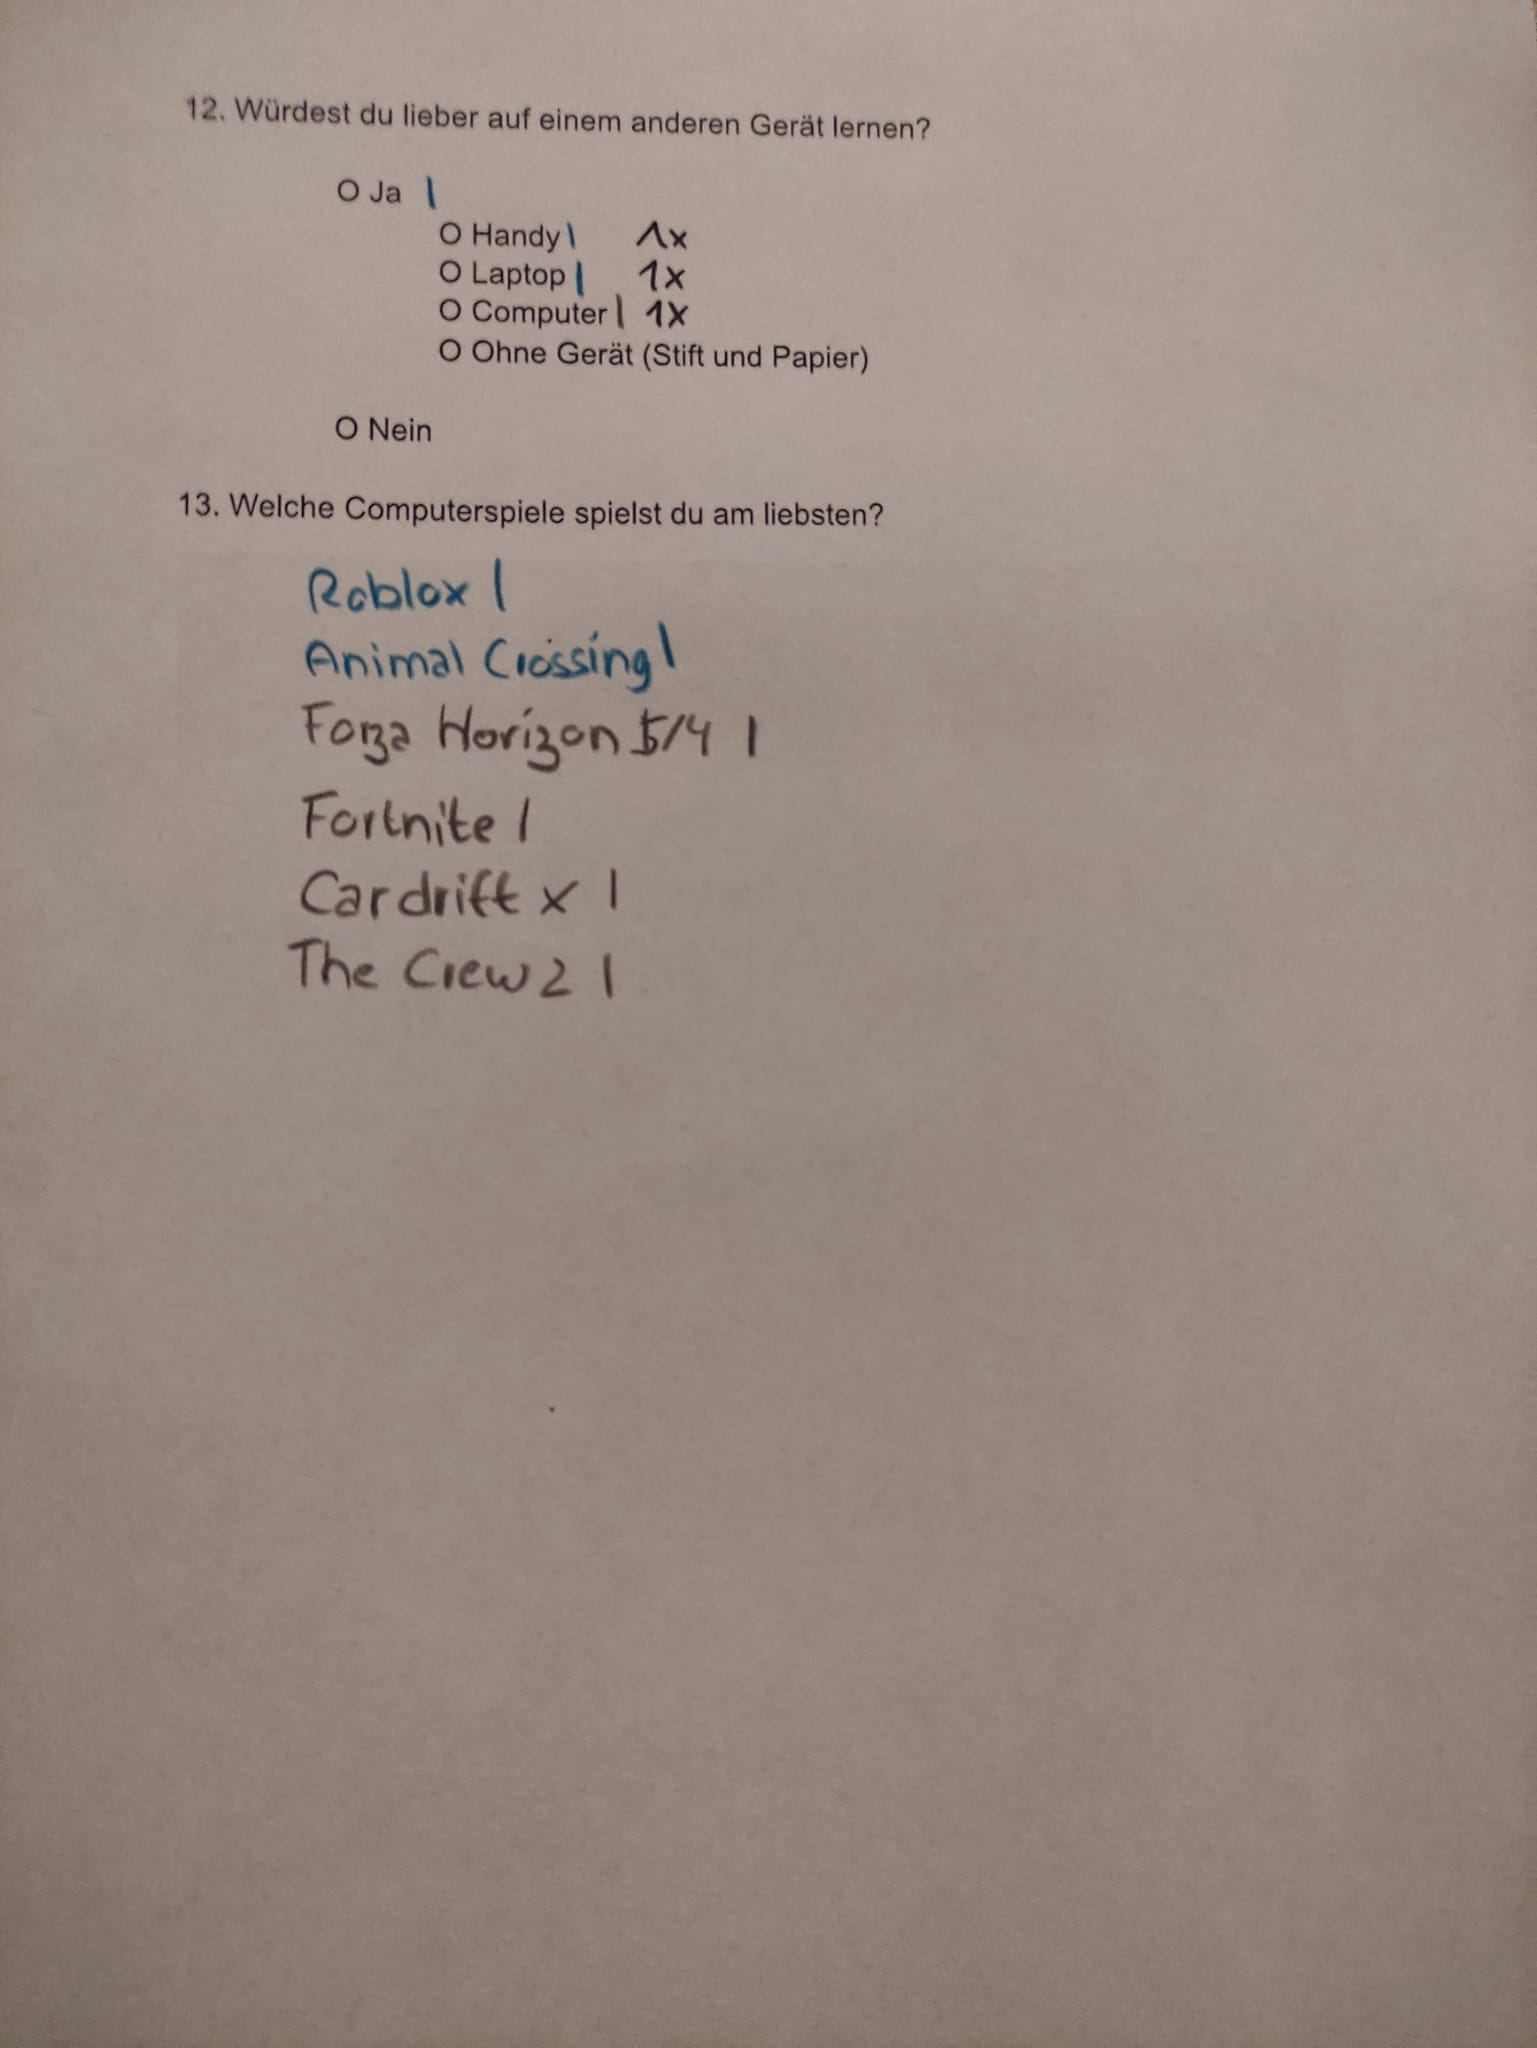 12. Würdest du lieber auf einem anderen Gerät lernen?
O Ja |
O Handy | 1x
O Laptop | 1x
O Computer | 1x
O Ohne Gerät (Stift und Papier)
O Nein
13. Welche Computerspiele spielst du am liebsten?
Roblox |
Animal Crossing |
Forza Horizon 5/4 |
Fortnite |
Car drift x |
The Crew 2 |